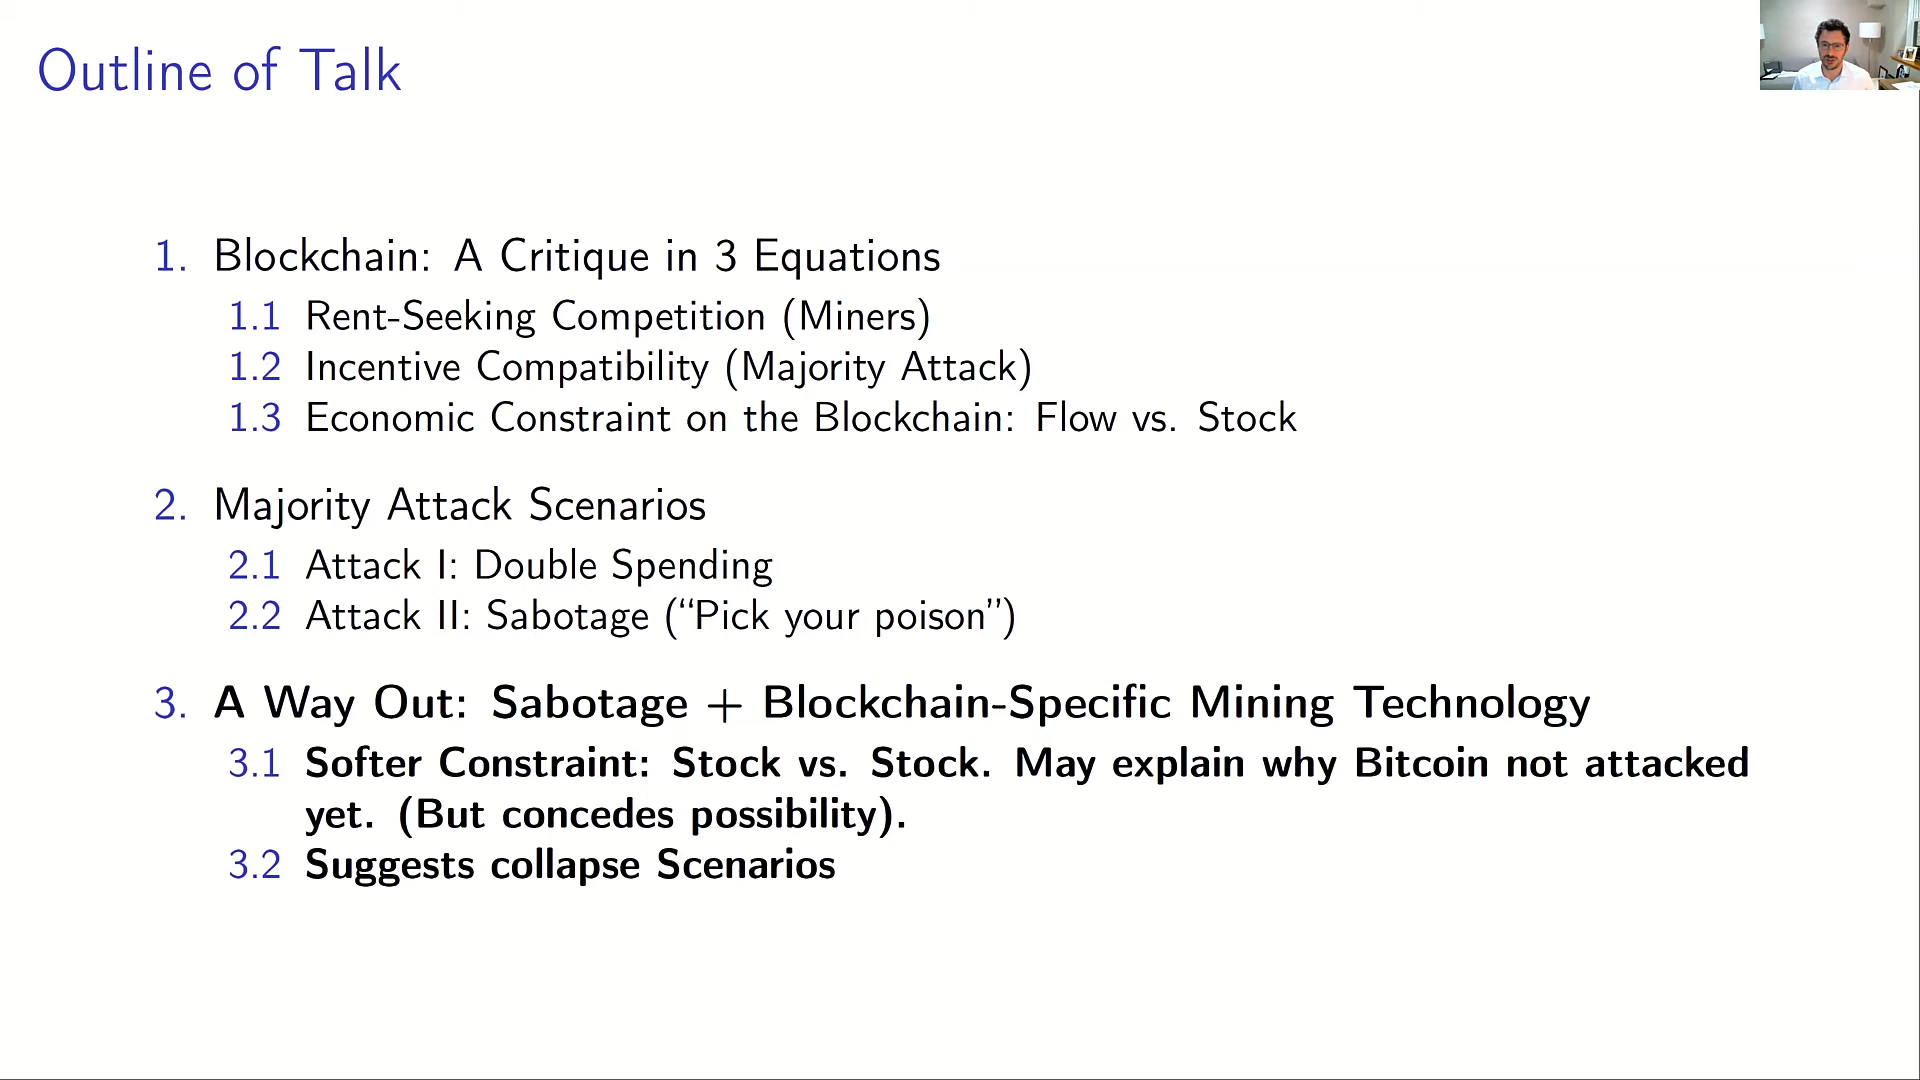 Outline of Talk
1. Blockchain: A Critique in 3 Equations
1.1 Rent-Seeking Competition (Miners)
1.2 Incentive Compatibility (Majority Attack)
1.3 Economic Constraint on the Blockchain: Flow vs. Stock
2. Majority Attack Scenarios
2.1 Attack I: Double Spending
2.2 Attack II: Sabotage (“Pick your poison”)
3. A Way Out: Sabotage + Blockchain-Specific Mining Technology
3.1 Softer Constraint: Stock vs. Stock. May explain why Bitcoin not attacked
yet. (But concedes possibility).
3.2 Suggests collapse Scenarios